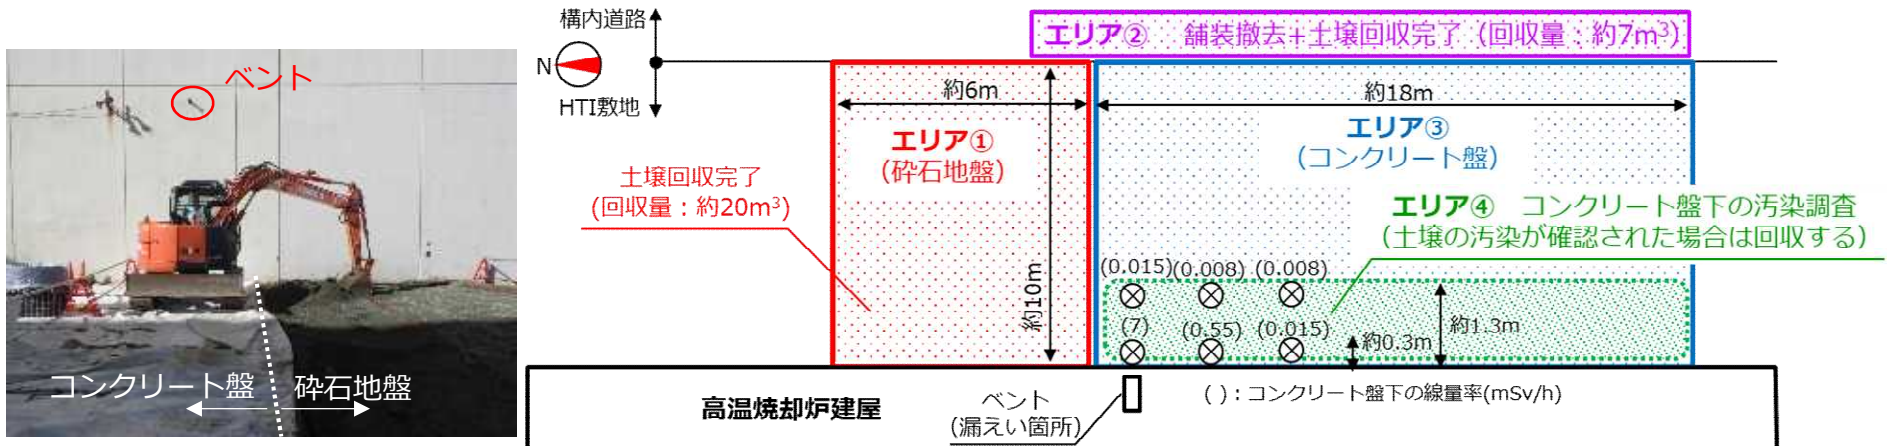 ベント
コンクリート盤
砕石地盤
構内道路
N
HTI敷地
エリア② 舗装撤去+土壌回収完了(回収量:約7m³)
約6m
約18m
エリア①
(砕石地盤)
エリア③
(コンクリート盤)
土壌回収完了
(回収量:約20m³)
エリア④ コンクリート盤下の汚染調査
(土壌の汚染が確認された場合は回収する)
約10m
(0.015)(0.008)(0.008)
(7) (0.55) (0.015)
約0.3m
約1.3m
高温焼却炉建屋
ベント
(漏えい箇所)
( ):コンクリート盤下の線量率(mSv/h)